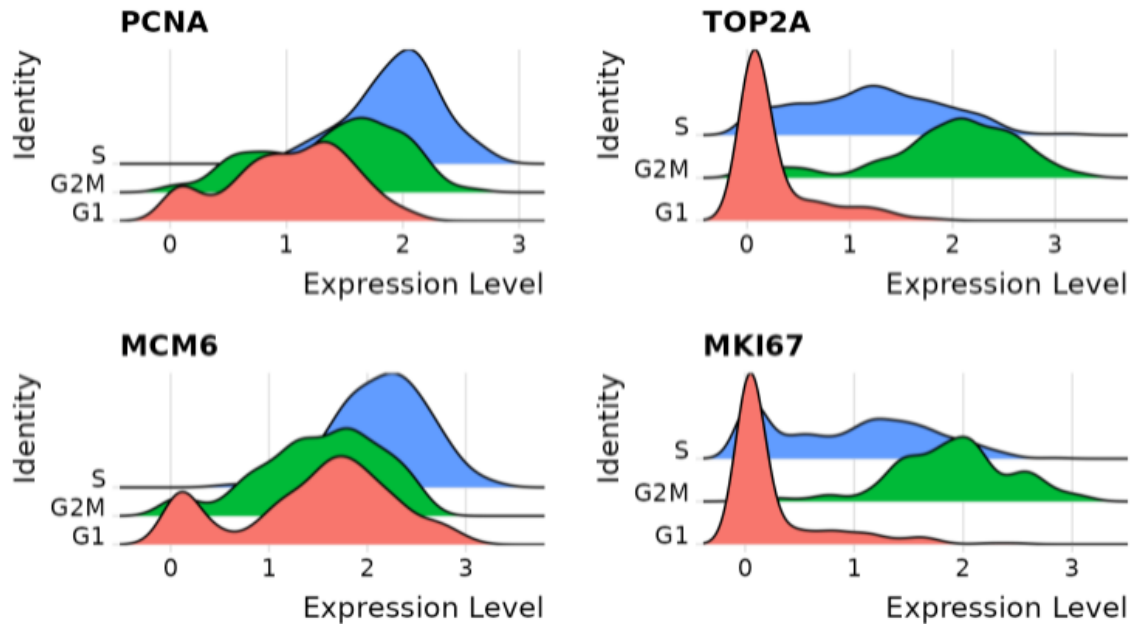 PCNA
Identity
S
G2M
G1
0 1 2 3
Expression Level
TOP2A
Identity
S
G2M
G1
0 1 2 3
Expression Level
MCM6
Identity
S
G2M
G1
0 1 2 3
Expression Level
MKI67
Identity
S
G2M
G1
0 1 2 3
Expression Level